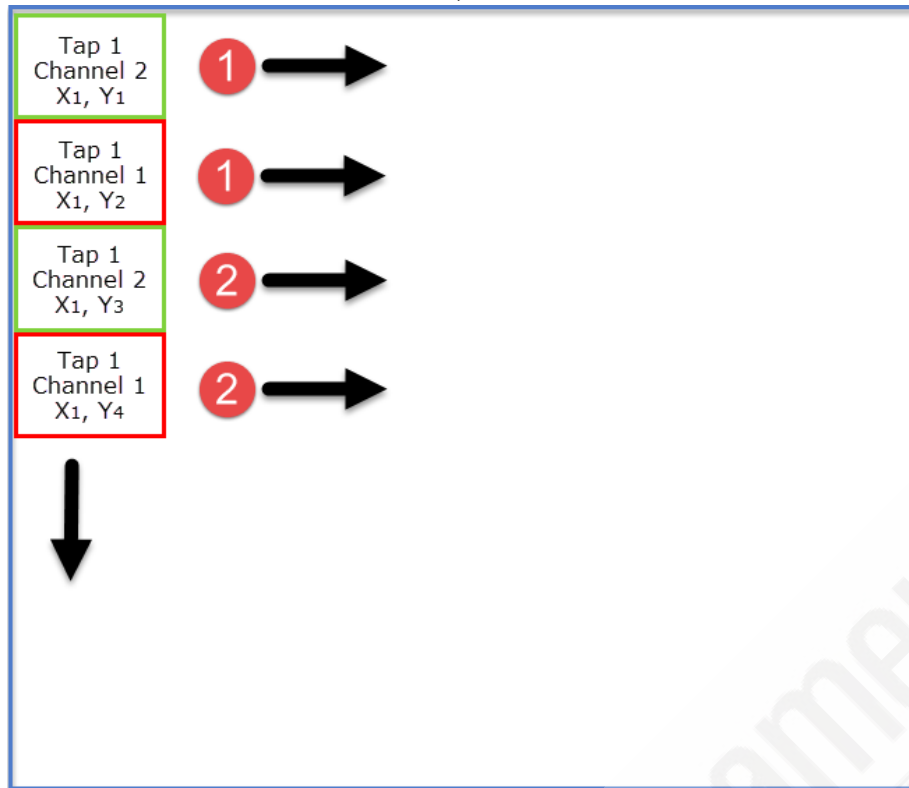 Tap 1
Channel 2
X1, Y1
1
Tap 1
Channel 1
X1, Y2
1
Tap 1
Channel 2
X1, Y3
2
Tap 1
Channel 1
X1, Y4
2